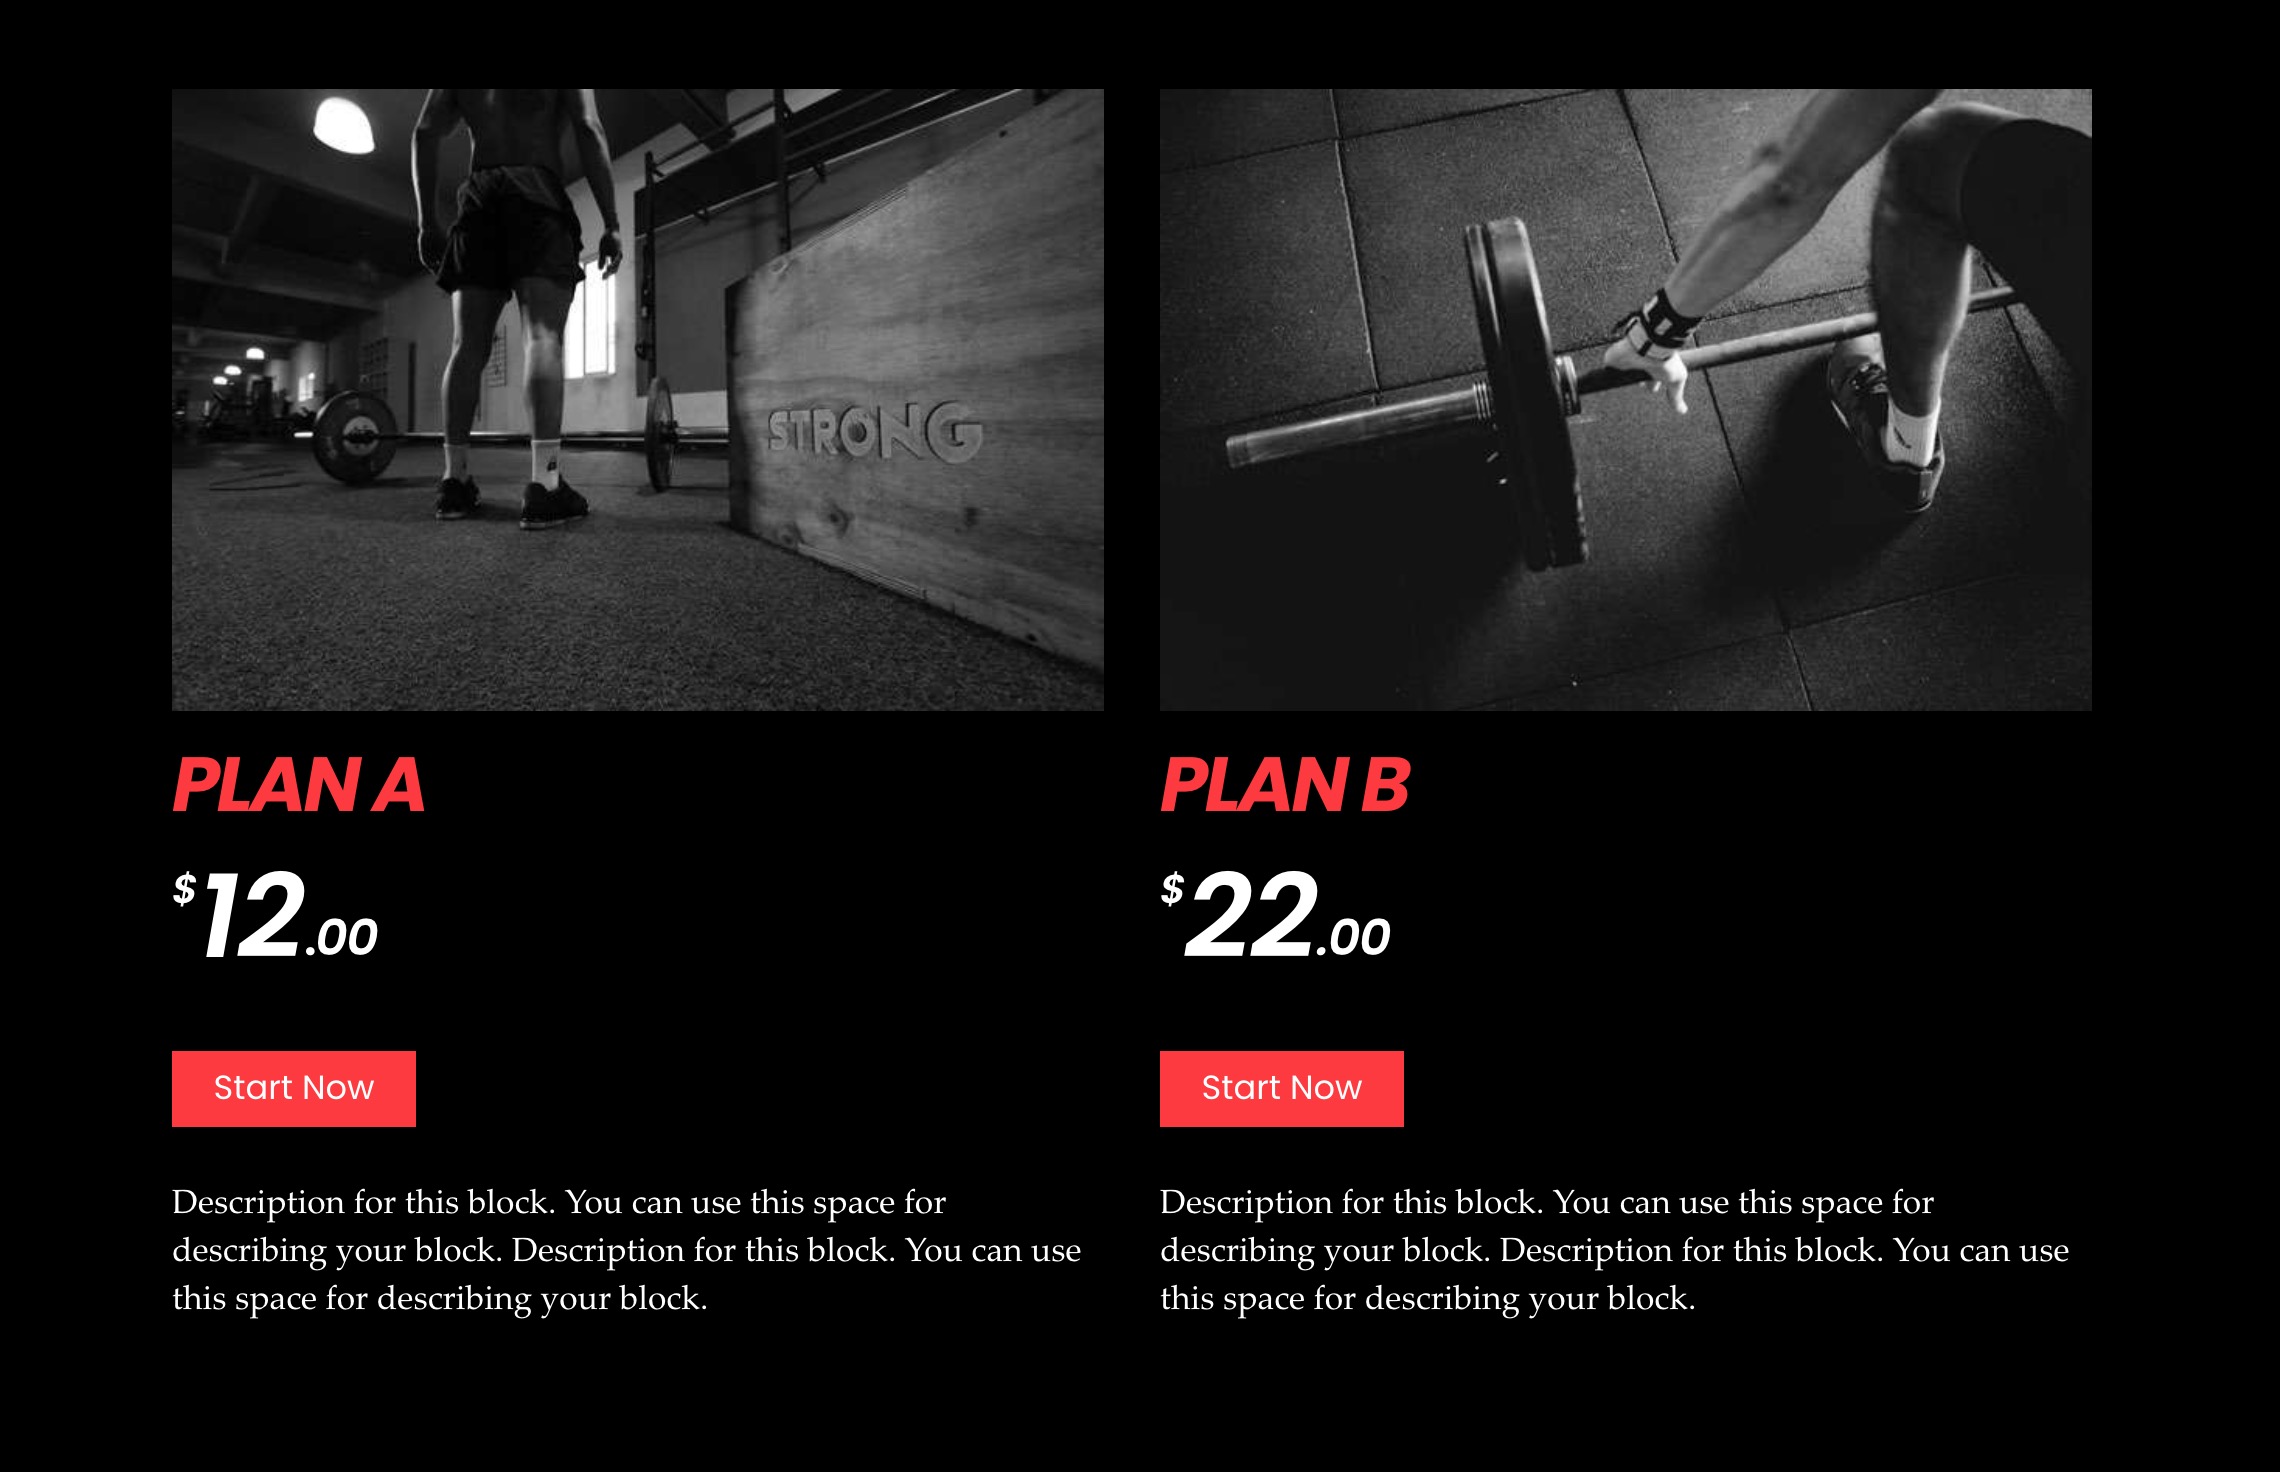 STRONG
PLAN A
$12.00
Start Now
Description for this block. You can use this space for
describing your block. Description for this block. You can use
this space for describing your block.
PLAN B
$22.00
Start Now
Description for this block. You can use this space for
describing your block. Description for this block. You can use
this space for describing your block.